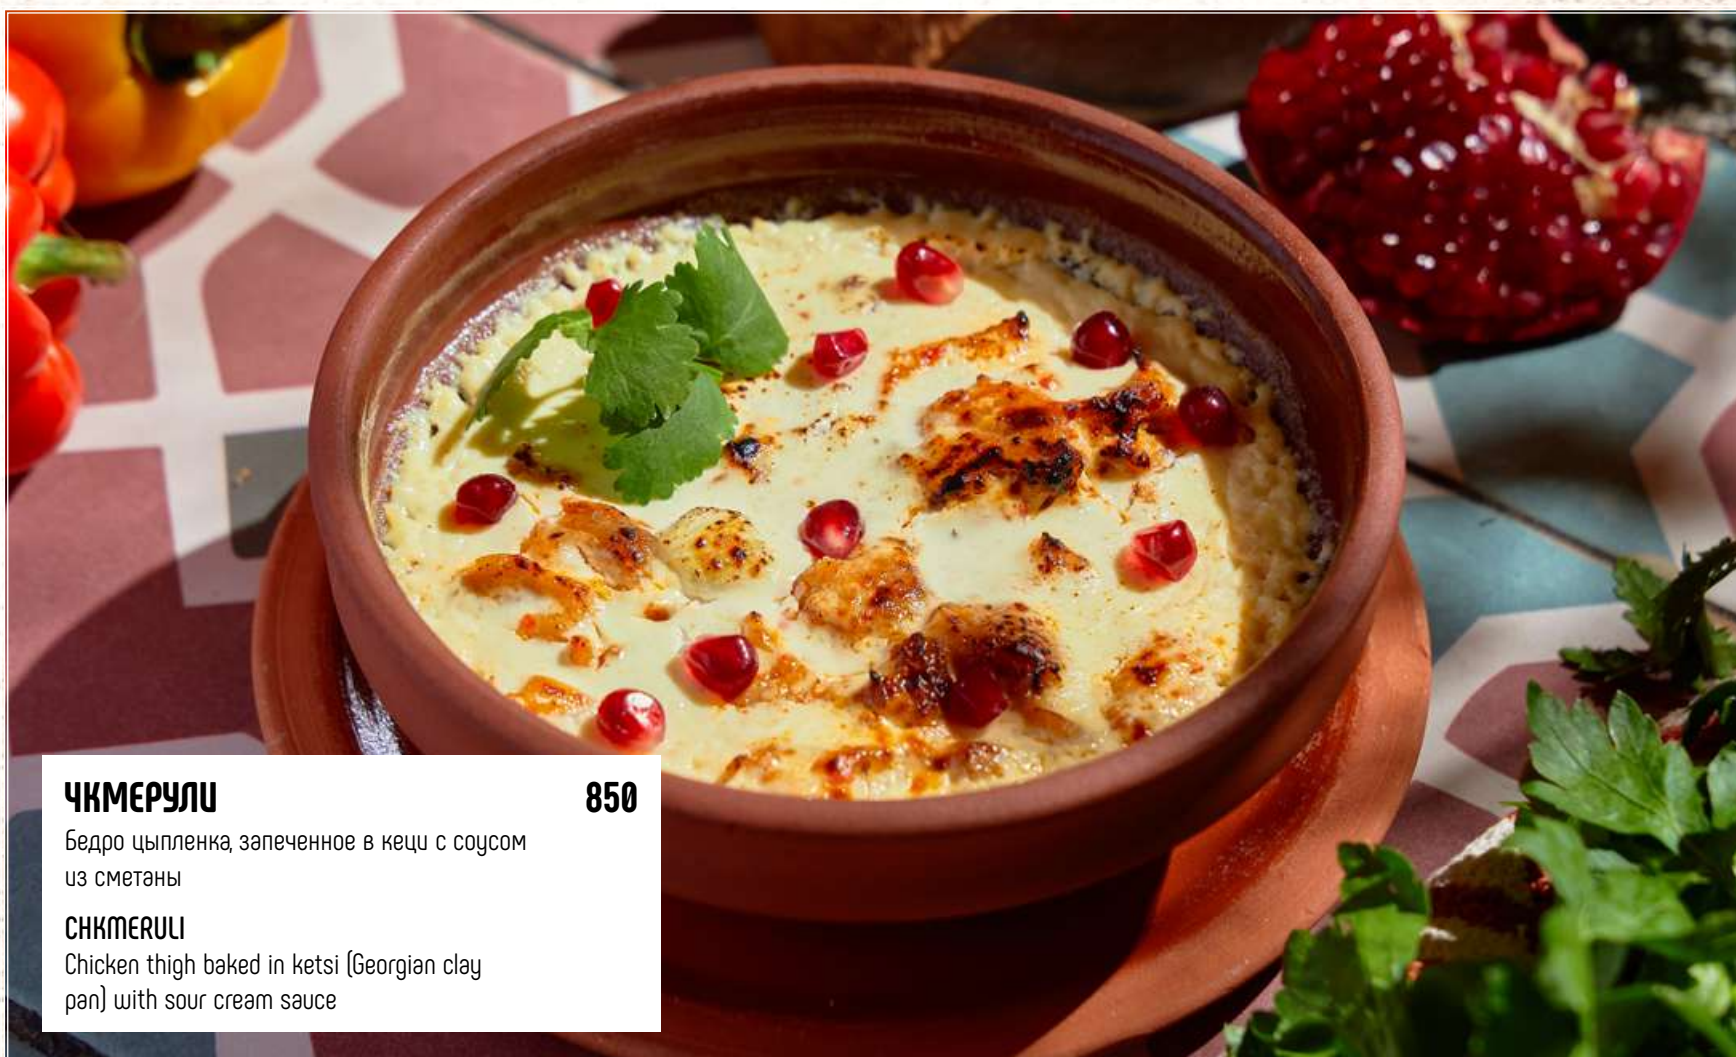 ЧКМЕРУЛИ 850
Бедро цыпленка, запеченное в кеци с соусом
из сметаны
CHKMERULI
Chicken thigh baked in ketsi (Georgian clay
pan) with sour cream sauce